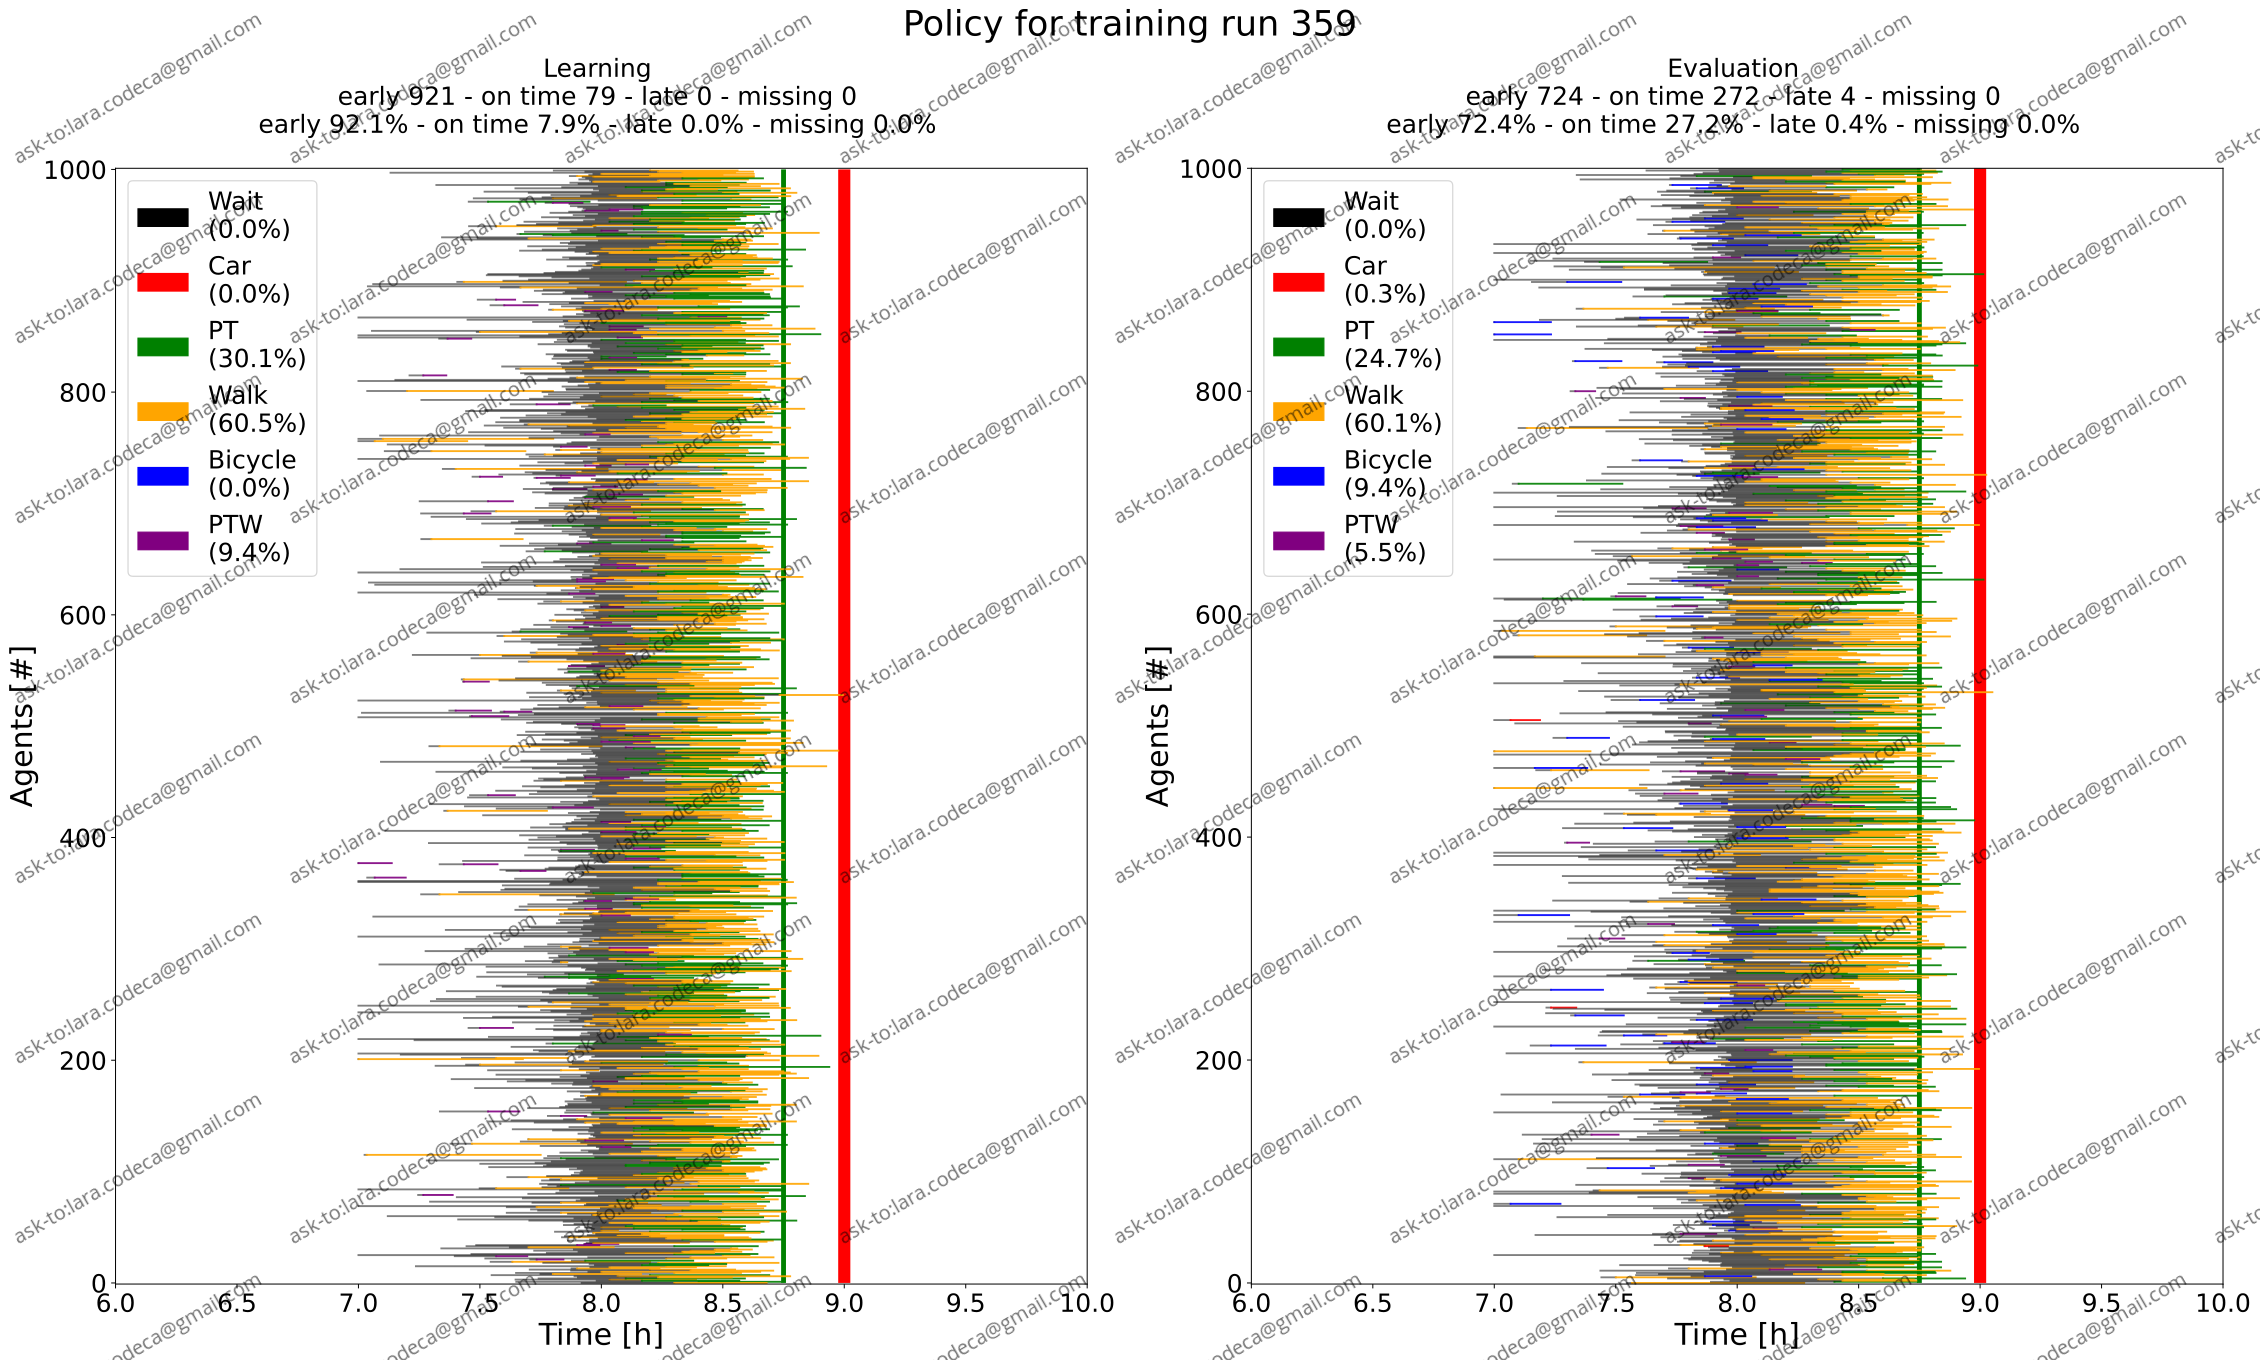 Policy for training run 359
Learning
early 921 - on time 79 - late 0 - missing 0
early 92.1% - on time 7.9% - late 0.0% - missing 0.0%
1000
800
600
400
200
0
Agents [#]
Wait
(0.0%)
Car
(0.0%)
PT
(30.1%)
Walk
(60.5%)
Bicycle
(0.0%)
PTW
(9.4%)
6.0 6.5 7.0 7.5 8.0 8.5 9.0 9.5 10.0
Time [h]
Evaluation
early 724 - on time 272 - late 4 - missing 0
early 72.4% - on time 27.2% - late 0.4% - missing 0.0%
1000
800
600
400
200
0
Agents [#]
Wait
(0.0%)
Car
(0.3%)
PT
(24.7%)
Walk
(60.1%)
Bicycle
(9.4%)
PTW
(5.5%)
6.0 6.5 7.0 7.5 8.0 8.5 9.0 9.5 10.0
Time [h]
ask-to:lara.codeca@gmail.com